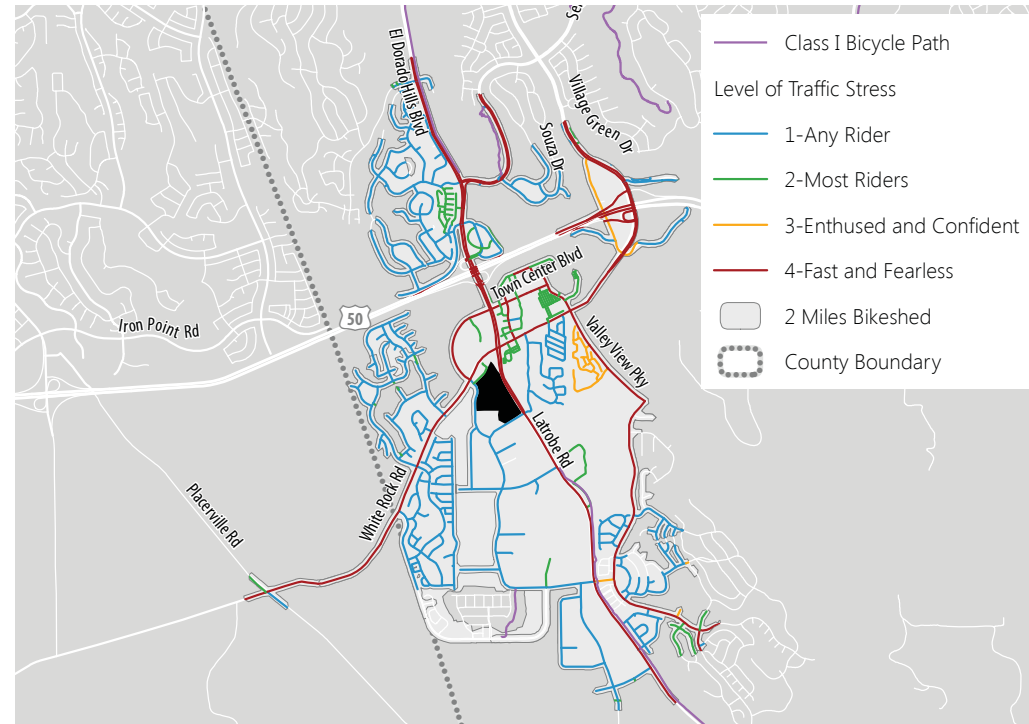 Class I Bicycle Path
Level of Traffic Stress
1-Any Rider
2-Most Riders
3-Enthused and Confident
4-Fast and Fearless
2 Miles Bikeshed
County Boundary
El Dorado Hills Blvd
Village Green Dr
Souza Dr
Town Center Blvd
50
Iron Point Rd
Valley View Pky
Latrobe Rd
White Rock Rd
Placerville Rd